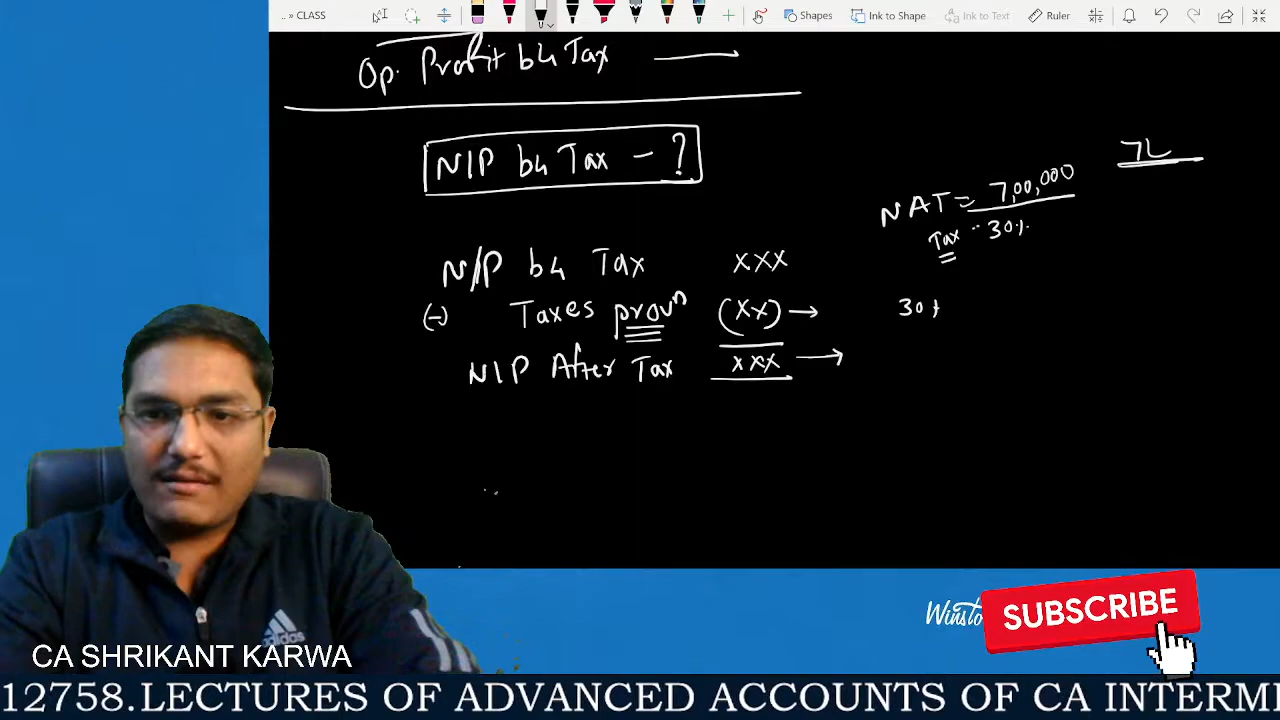 .. » CLASS
Shapes
Ink to Shape
Ink to Text
Ruler
Op. Profit b4 Tax
N/P b4 Tax - ?
7L
NAT = 7,00,000
Tax - 30%
N/P b4 Tax xxx
(-) Taxes provn (xx) → 30%
N/P After Tax xxx →
SUBSCRIBE
CA SHRIKANT KARWA
12758.LECTURES OF ADVANCED ACCOUNTS OF CA INTERMI